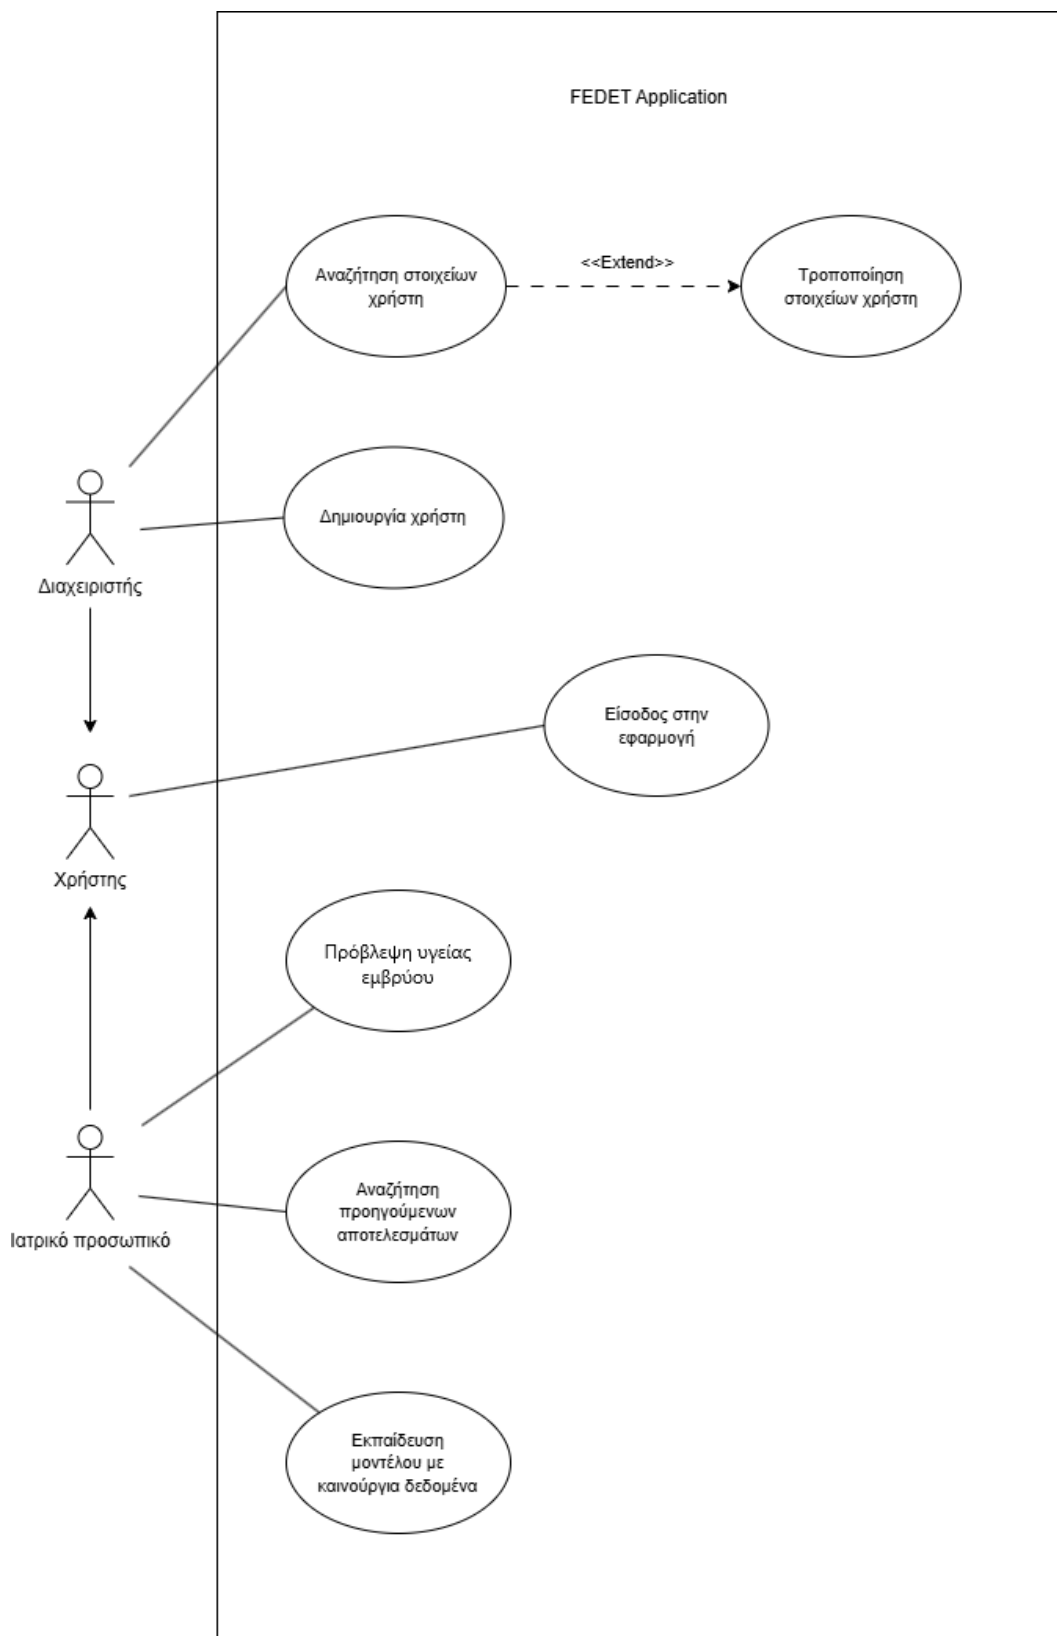 FEDET Application
Αναζήτηση στοιχείων
χρήστη
<<Extend>>
Τροποποίηση
στοιχείων χρήστη
Δημιουργία χρήστη
Διαχειριστής
Είσοδος στην
εφαρμογή
Χρήστης
Πρόβλεψη υγείας
εμβρύου
Αναζήτηση
προηγούμενων
αποτελεσμάτων
Ιατρικό προσωπικό
Εκπαίδευση
μοντέλου με
καινούργια δεδομένα